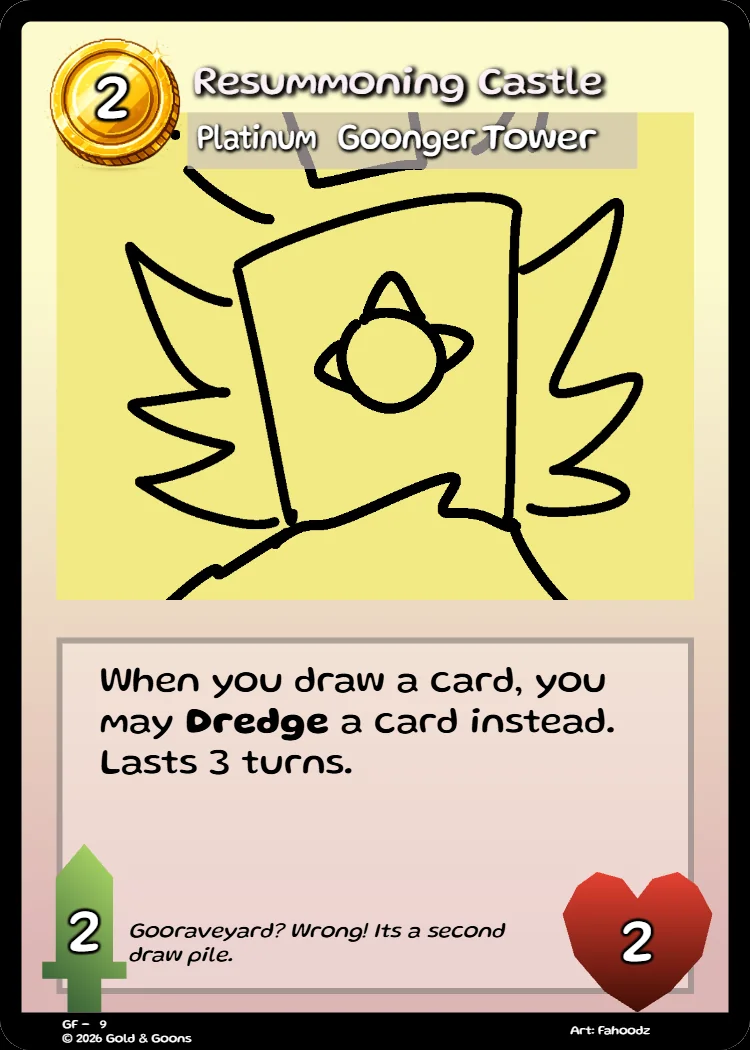 2
Resummoning Castle
Platinum Goonger Tower
When you draw a card, you
may Dredge a card instead.
Lasts 3 turns.
2
Gooraveyard? Wrong! Its a second
draw pile.
2
GF - 9
© 2026 Gold & Goons
Art: fahoodz